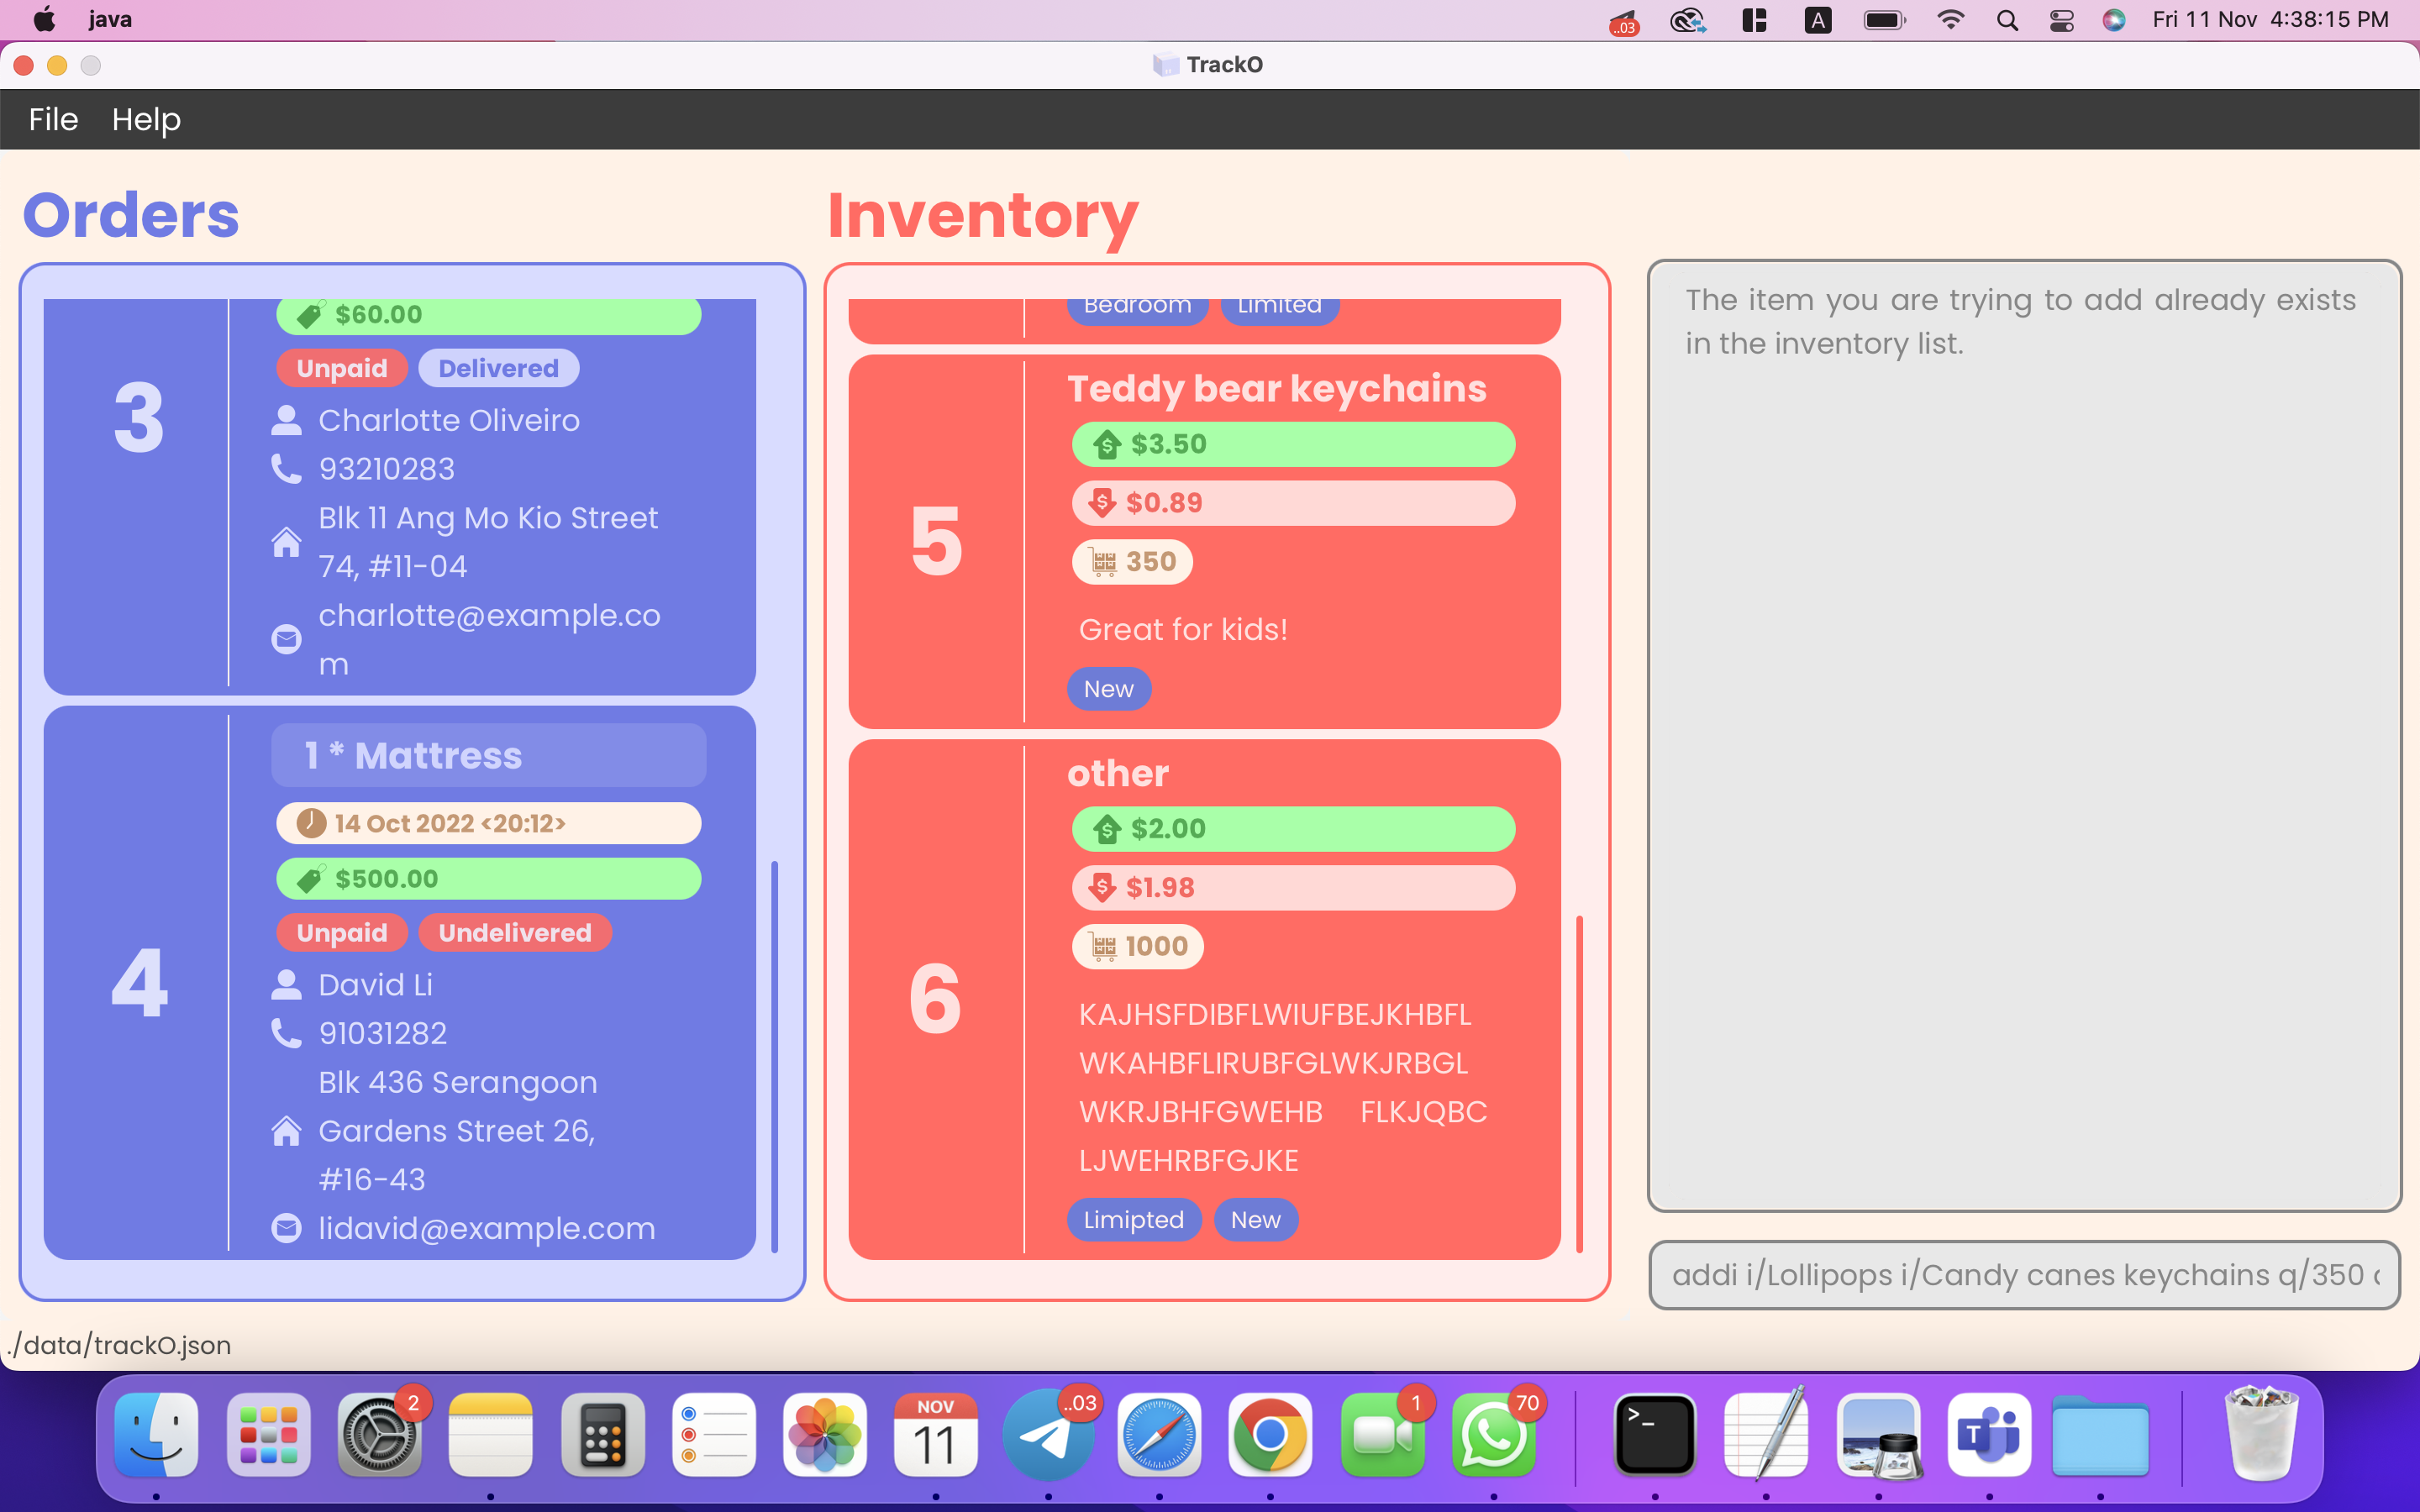 java
..03
A
Fri 11 Nov 4:38:15 PM
TrackO
File Help
Orders
$60.00
Unpaid Delivered
3
Charlotte Oliveiro
93210283
Blk 11 Ang Mo Kio Street
74, #11-04
charlotte@example.co
m
1 * Mattress
14 Oct 2022 <20:12>
$500.00
Unpaid Undelivered
4
David Li
91031282
Blk 436 Serangoon
Gardens Street 26,
#16-43
lidavid@example.com
Inventory
Bedroom Limited
Teddy bear keychains
$3.50
$0.89
5
350
Great for kids!
New
other
$2.00
$1.98
1000
6
KAJHSFDIBFLWIUFBEJKHBFL
WKAHBFLIRUBFGLWKJRBGL
WKRJBHFGWEHB FLKJQBC
LJWEHRBFGJKE
Limipted New
The item you are trying to add already exists
in the inventory list.
addi i/Lollipops i/Candy canes keychains q/350
./data/trackO.json
2
NOV
11
..03
1
70
>_
T